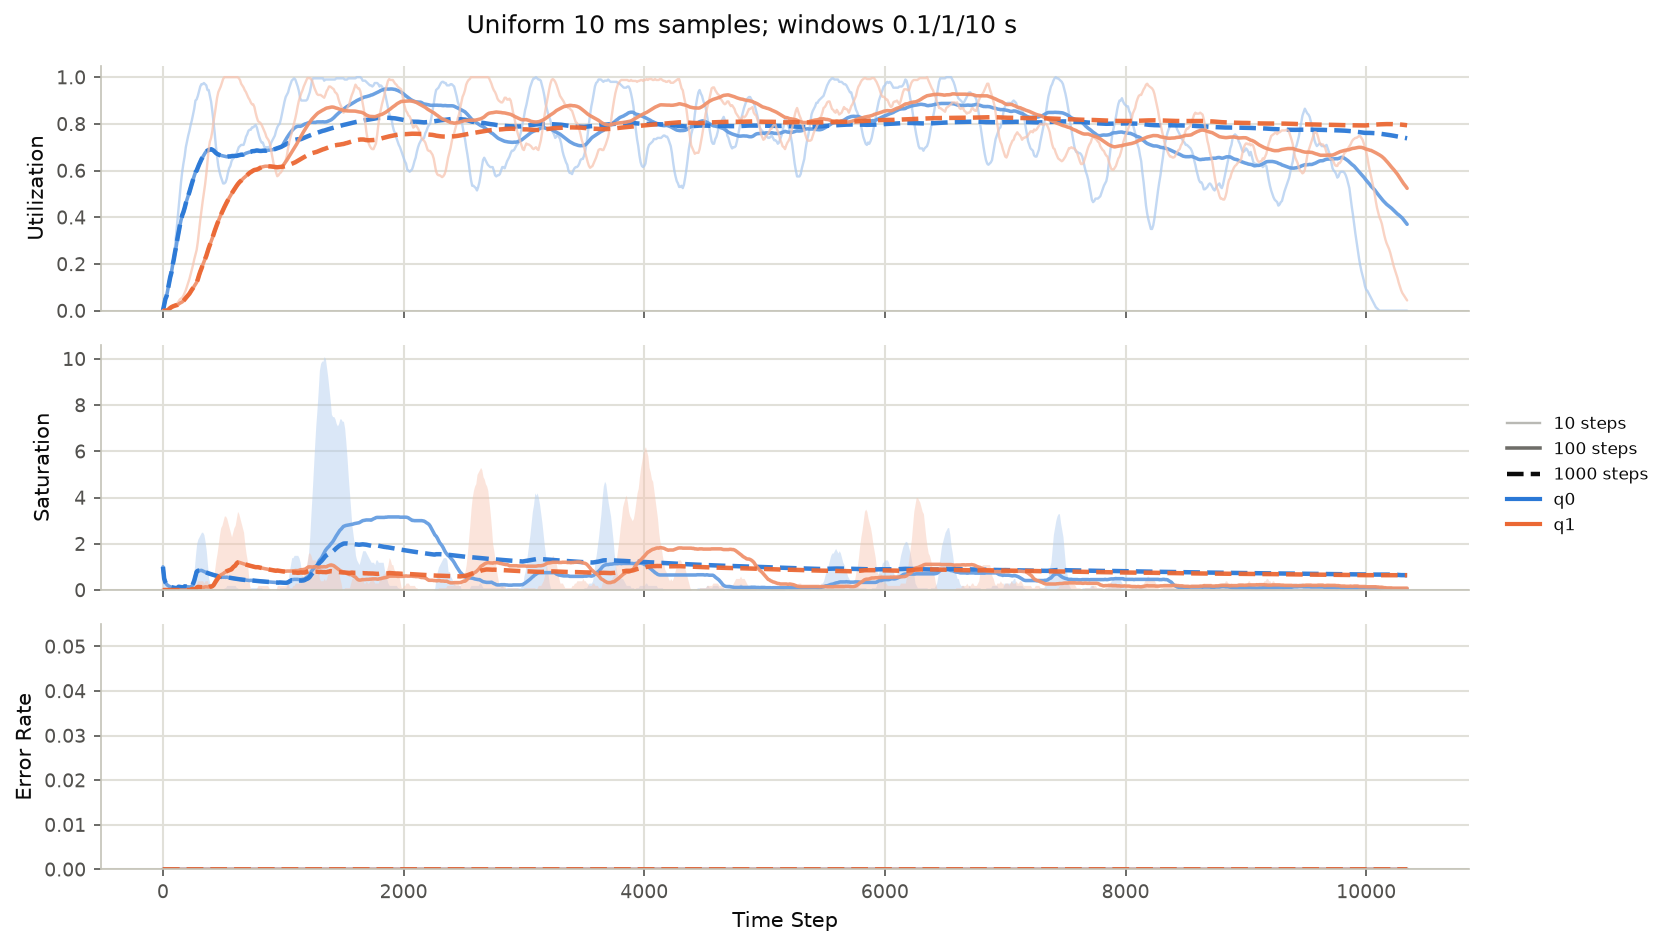 Uniform 10 ms samples; windows 0.1/1/10 s
Utilization
1.0
0.8
0.6
0.4
0.2
0.0
Saturation
10
8
6
4
2
0
10 steps
100 steps
1000 steps
q0
q1
Error Rate
0.05
0.04
0.03
0.02
0.01
0.00
0 2000 4000 6000 8000 10000
Time Step